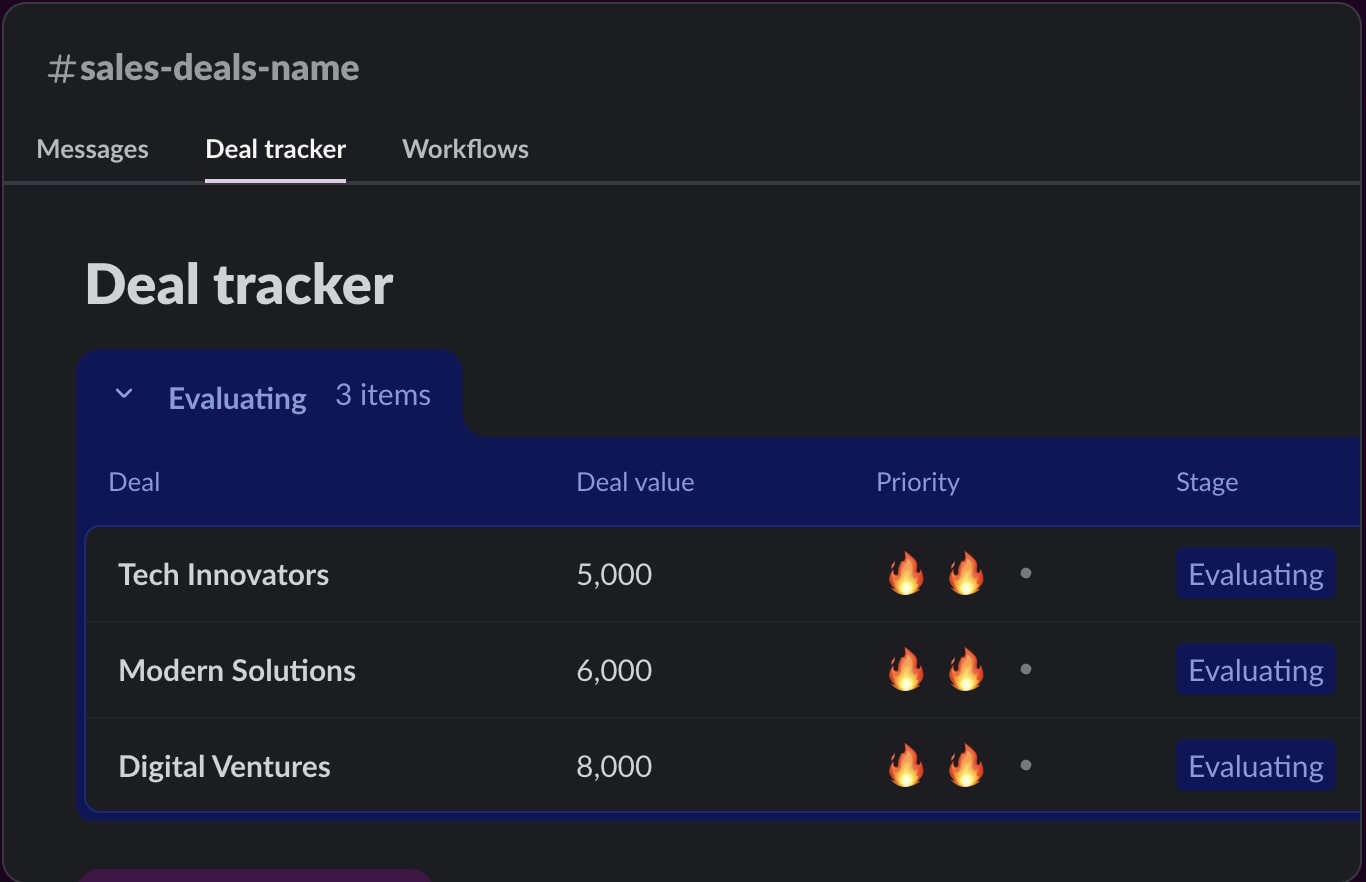 #sales-deals-name
Messages Deal tracker Workflows
Deal tracker
Evaluating 3 items
Deal Deal value Priority Stage
Tech Innovators 5,000 🔥 🔥 • Evaluating
Modern Solutions 6,000 🔥 🔥 • Evaluating
Digital Ventures 8,000 🔥 🔥 • Evaluating